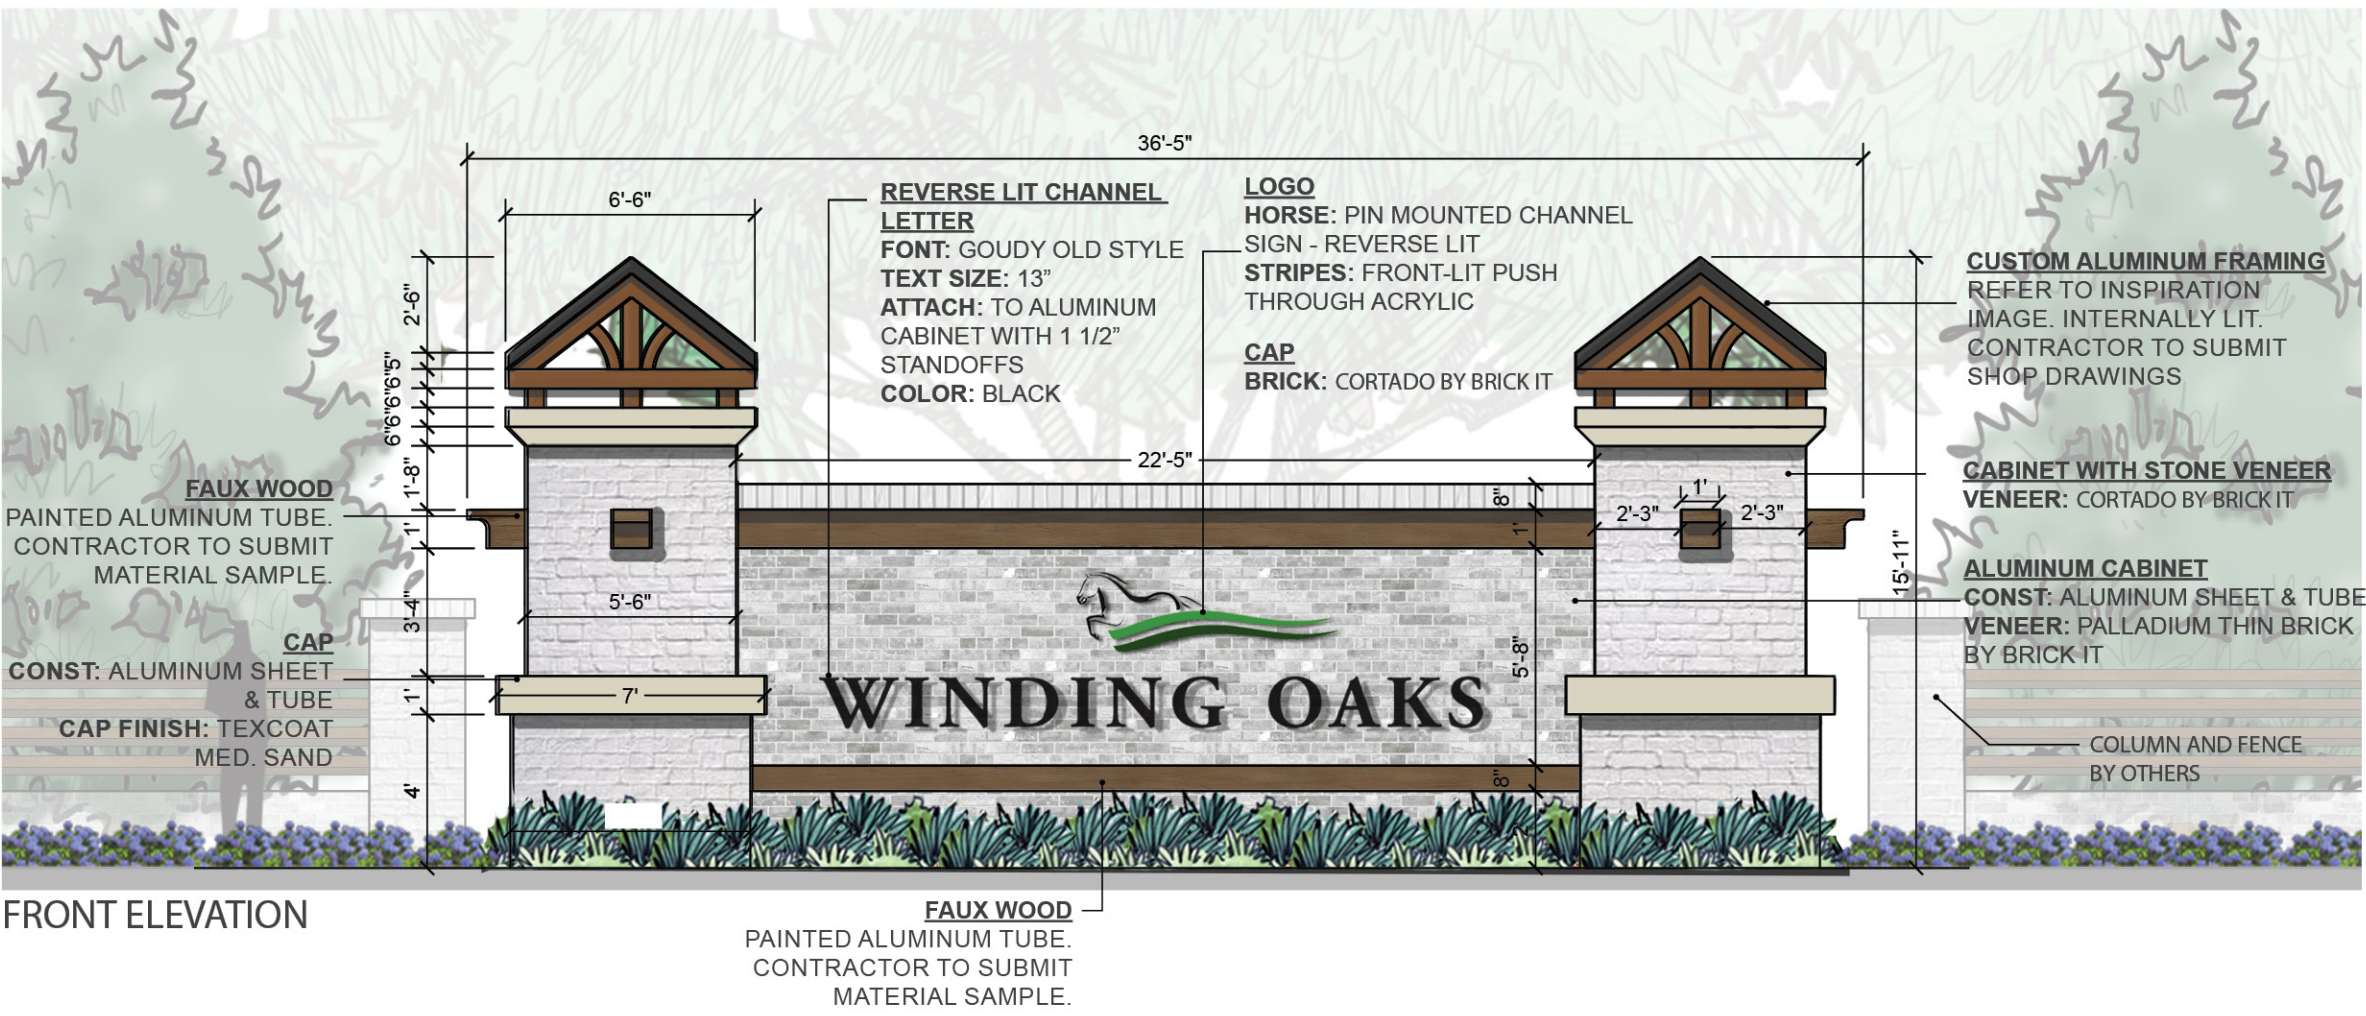 36'-5"
6'-6"
REVERSE LIT CHANNEL
LETTER
FONT: GOUDY OLD STYLE
TEXT SIZE: 13”
ATTACH: TO ALUMINUM
CABINET WITH 1 1/2”
STANDOFFS
COLOR: BLACK
LOGO
HORSE: PIN MOUNTED CHANNEL
SIGN - REVERSE LIT
STRIPES: FRONT-LIT PUSH
THROUGH ACRYLIC
CAP
BRICK: CORTADO BY BRICK IT
CUSTOM ALUMINUM FRAMING
REFER TO INSPIRATION
IMAGE. INTERNALLY LIT.
CONTRACTOR TO SUBMIT
SHOP DRAWINGS
2'-6"
5"
6"
6"
6"
6"
1'-8"
1'
3'-4"
1'
4'
22'-5"
CABINET WITH STONE VENEER
VENEER: CORTADO BY BRICK IT
FAUX WOOD
PAINTED ALUMINUM TUBE.
CONTRACTOR TO SUBMIT
MATERIAL SAMPLE.
8"
1'
5'-8"
8"
1'
2'-3"
2'-3"
15'-11"
ALUMINUM CABINET
CONST: ALUMINUM SHEET & TUBE
VENEER: PALLADIUM THIN BRICK
BY BRICK IT
5'-6"
CAP
CONST: ALUMINUM SHEET
& TUBE
CAP FINISH: TEXCOAT
MED. SAND
7'
WINDING OAKS
COLUMN AND FENCE
BY OTHERS
FRONT ELEVATION
FAUX WOOD
PAINTED ALUMINUM TUBE.
CONTRACTOR TO SUBMIT
MATERIAL SAMPLE.